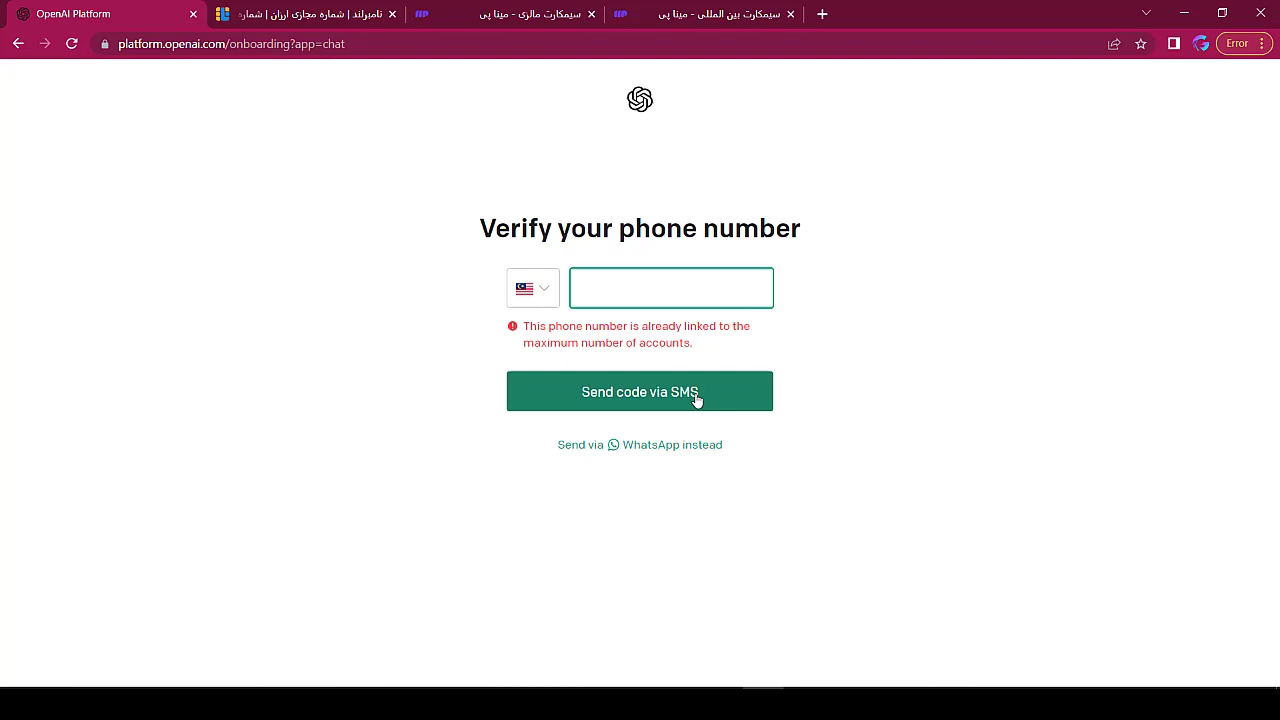 OpenAI Platform
نامبرلند | شماره مجازی ارزان | شماره
سیمکارت مالزی - مینا پی
سیمکارت بین المللی - مینا پی
platform.openai.com/onboarding?app=chat
Error
Verify your phone number
This phone number is already linked to the
maximum number of accounts.
Send code via SMS
Send via WhatsApp instead